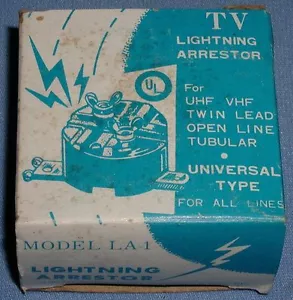 TV
LIGHTNING
ARRESTOR
UL
For
UHF VHF
TWIN LEAD
OPEN LINE
TUBULAR
•
UNIVERSAL
TYPE
FOR ALL LINES
MODEL LA-1
LIGHTNING
ARRESTOR